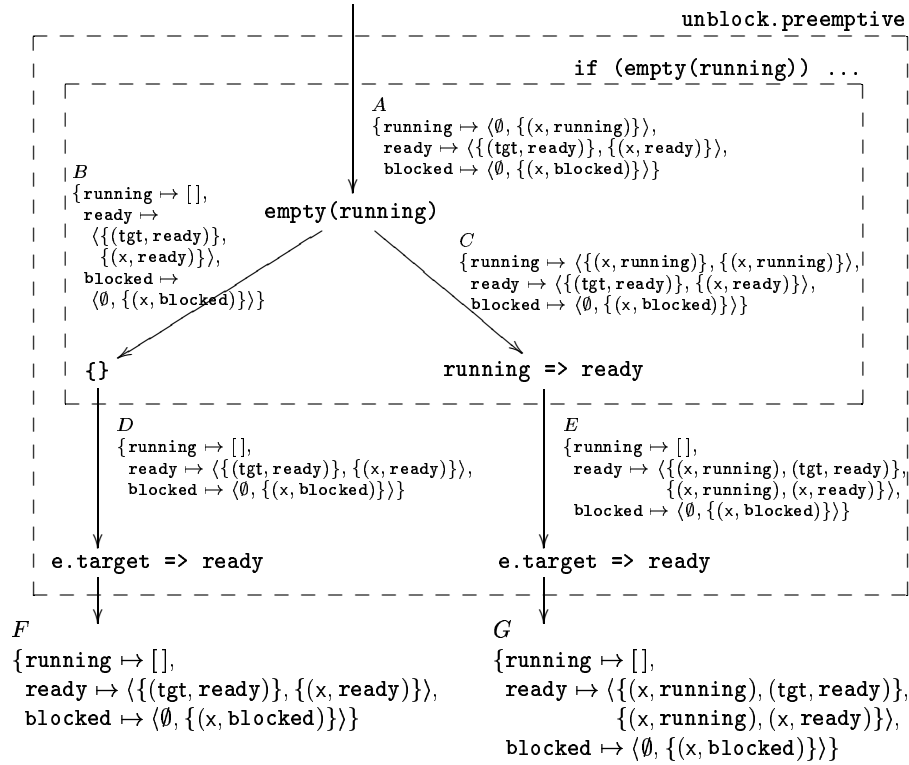 unblock.preemptive
if (empty(running)) ...
A
{running ↦ ⟨∅, {(x, running)}⟩,
ready ↦ ⟨{(tgt, ready)}, {(x, ready)}⟩,
blocked ↦ ⟨∅, {(x, blocked)}⟩}
B
{running ↦ [ ],
ready ↦
⟨{(tgt, ready)},
{(x, ready)}⟩,
blocked ↦
⟨∅, {(x, blocked)}⟩}
empty(running)
C
{running ↦ ⟨{(x, running)}, {(x, running)}⟩,
ready ↦ ⟨{(tgt, ready)}, {(x, ready)}⟩,
blocked ↦ ⟨∅, {(x, blocked)}⟩}
{}
running => ready
D
{running ↦ [ ],
ready ↦ ⟨{(tgt, ready)}, {(x, ready)}⟩,
blocked ↦ ⟨∅, {(x, blocked)}⟩}
E
{running ↦ [ ],
ready ↦ ⟨{(x, running), (tgt, ready)},
{(x, running), (x, ready)}⟩,
blocked ↦ ⟨∅, {(x, blocked)}⟩}
e.target => ready
e.target => ready
F
{running ↦ [ ],
ready ↦ ⟨{(tgt, ready)}, {(x, ready)}⟩,
blocked ↦ ⟨∅, {(x, blocked)}⟩}
G
{running ↦ [ ],
ready ↦ ⟨{(x, running), (tgt, ready)},
{(x, running), (x, ready)}⟩,
blocked ↦ ⟨∅, {(x, blocked)}⟩}